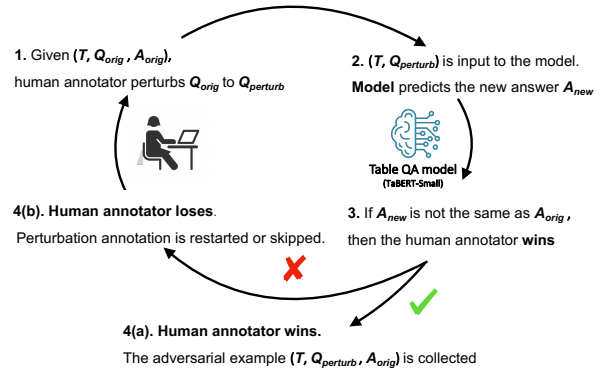 1. Given (T, Q_orig , A_orig),
human annotator perturbs Q_orig to Q_perturb
2. (T, Q_perturb) is input to the model.
Model predicts the new answer A_new
Table QA model
(TaBERT-Small)
3. If A_new is not the same as A_orig ,
then the human annotator wins
4(b). Human annotator loses.
Perturbation annotation is restarted or skipped.
4(a). Human annotator wins.
The adversarial example (T, Q_perturb , A_orig) is collected